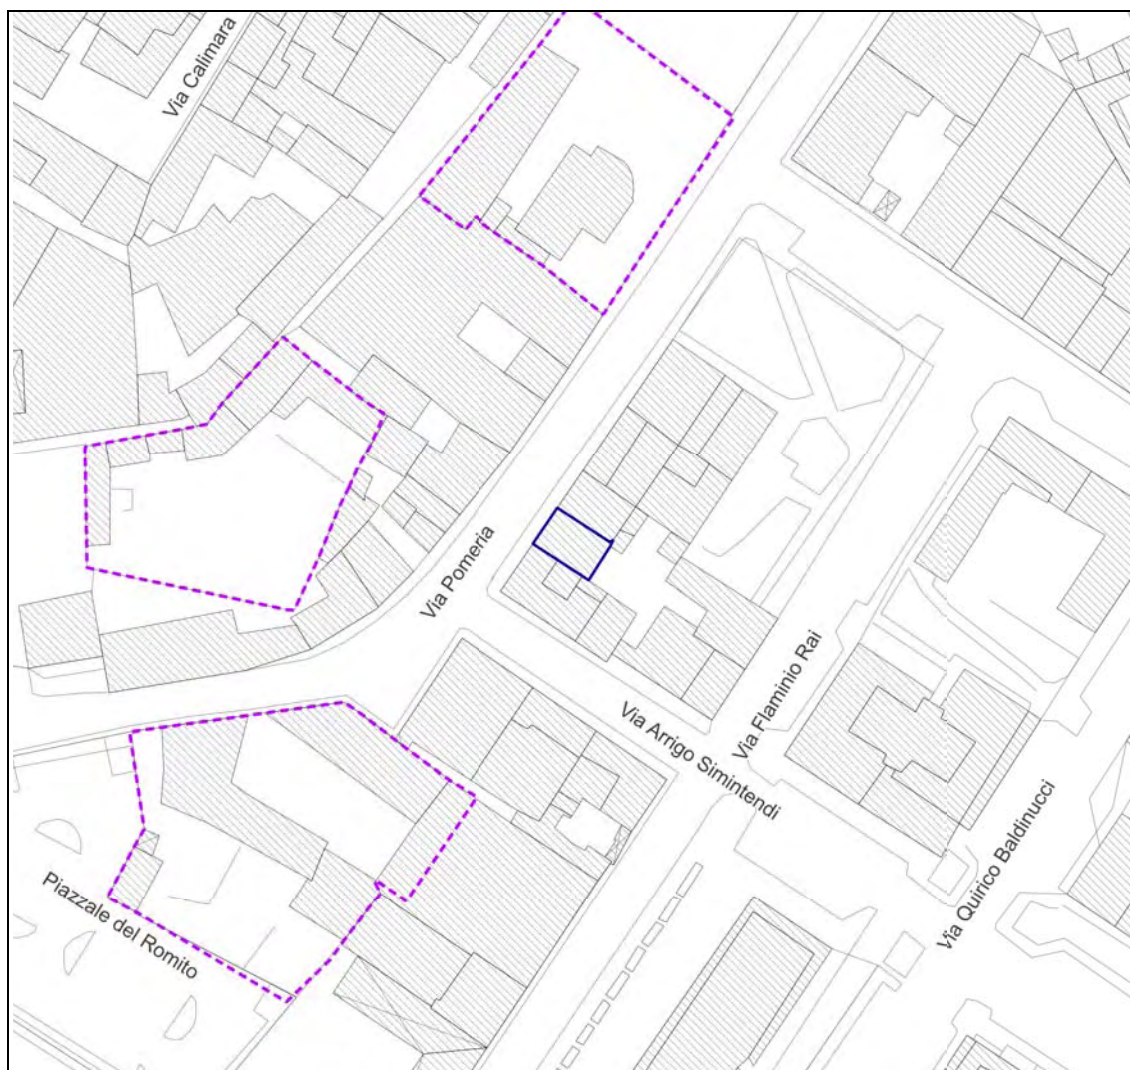 Via Calimara
Via Pomeria
Via Flaminio Rai
Via Arrigo Simintendi
Via Quirico Baldinucci
Piazzale del Romito